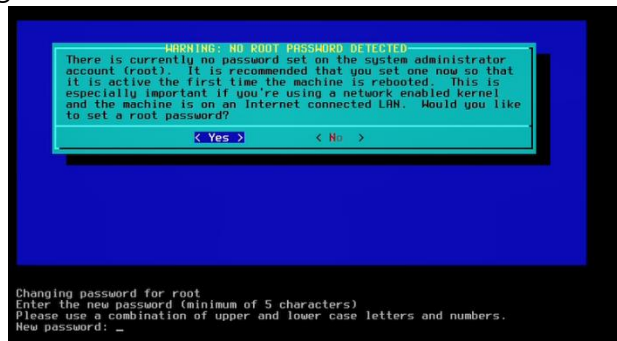 WARNING: NO ROOT PASSWORD DETECTED
There is currently no password set on the system administrator
account (root).  It is recommended that you set one now so that
it is active the first time the machine is rebooted.  This is
especially important if you're using a network enabled kernel
and the machine is on an Internet connected LAN.  Would you like
to set a root password?
< Yes > < No >
Changing password for root
Enter the new password (minimum of 5 characters)
Please use a combination of upper and lower case letters and numbers.
New password: _